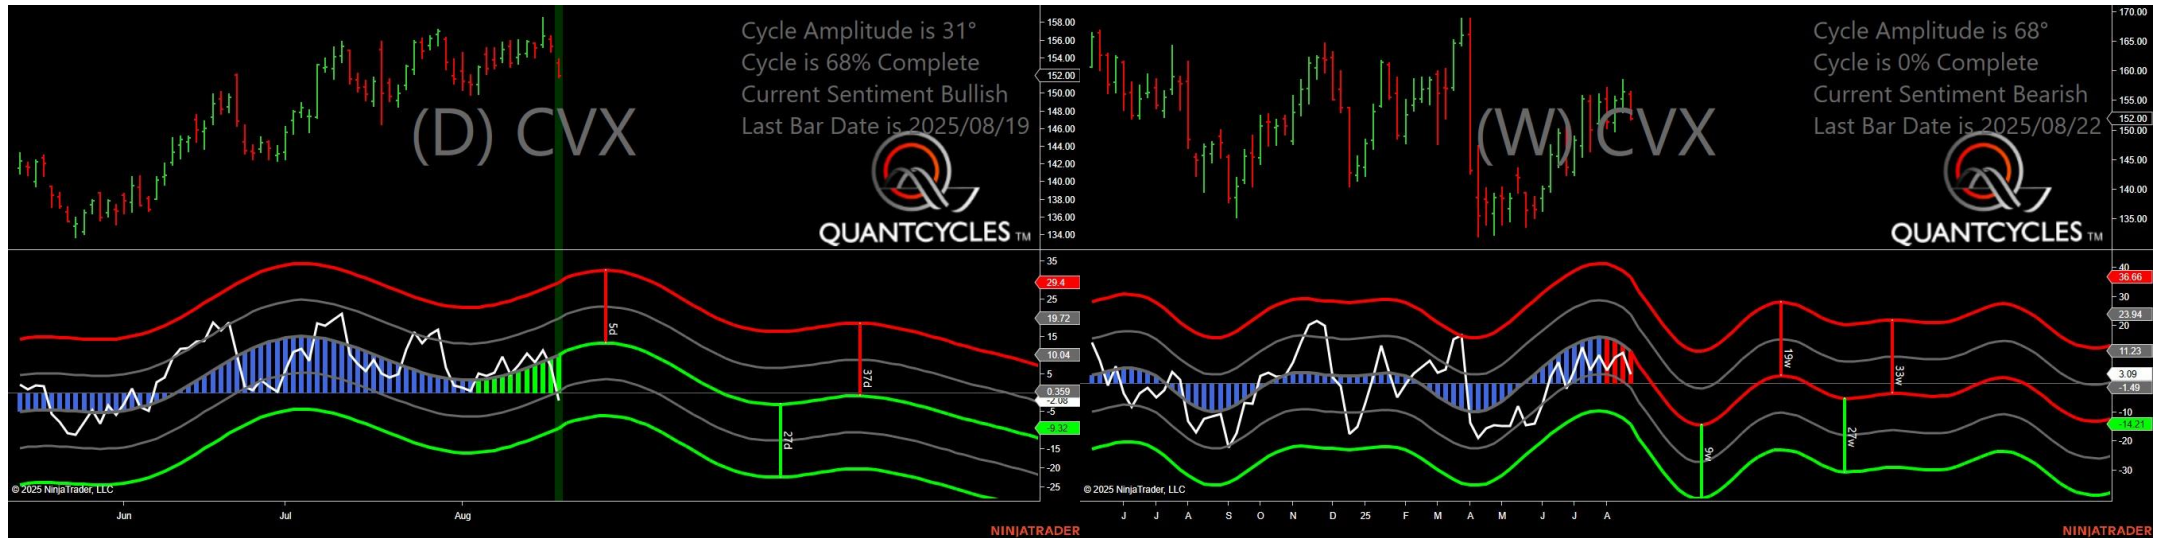 Cycle Amplitude is 31°
Cycle is 68% Complete
Current Sentiment Bullish
Last Bar Date is 2025/08/19
(D) CVX
QUANTCYCLES TM
158.00
156.00
154.00
152.00
150.00
148.00
146.00
144.00
142.00
140.00
138.00
136.00
134.00
35
29.4
25
19.72
15
10.04
5
0.359
-2.08
-5
-9.32
-15
-20
-25
5d
27d
37d
© 2025 NinjaTrader, LLC
Jun Jul Aug
NINJATRADER
Cycle Amplitude is 68°
Cycle is 0% Complete
Current Sentiment Bearish
Last Bar Date is 2025/08/22
(W) CVX
QUANTCYCLES TM
170.00
165.00
160.00
155.00
152.00
150.00
145.00
140.00
135.00
40
36.66
30
23.94
20
11.23
3.09
-1.49
-10
-14.21
-20
-30
9w
19w
27w
33w
© 2025 NinjaTrader, LLC
J J A S O N D 25 F M A M J J A
NINJATRADER